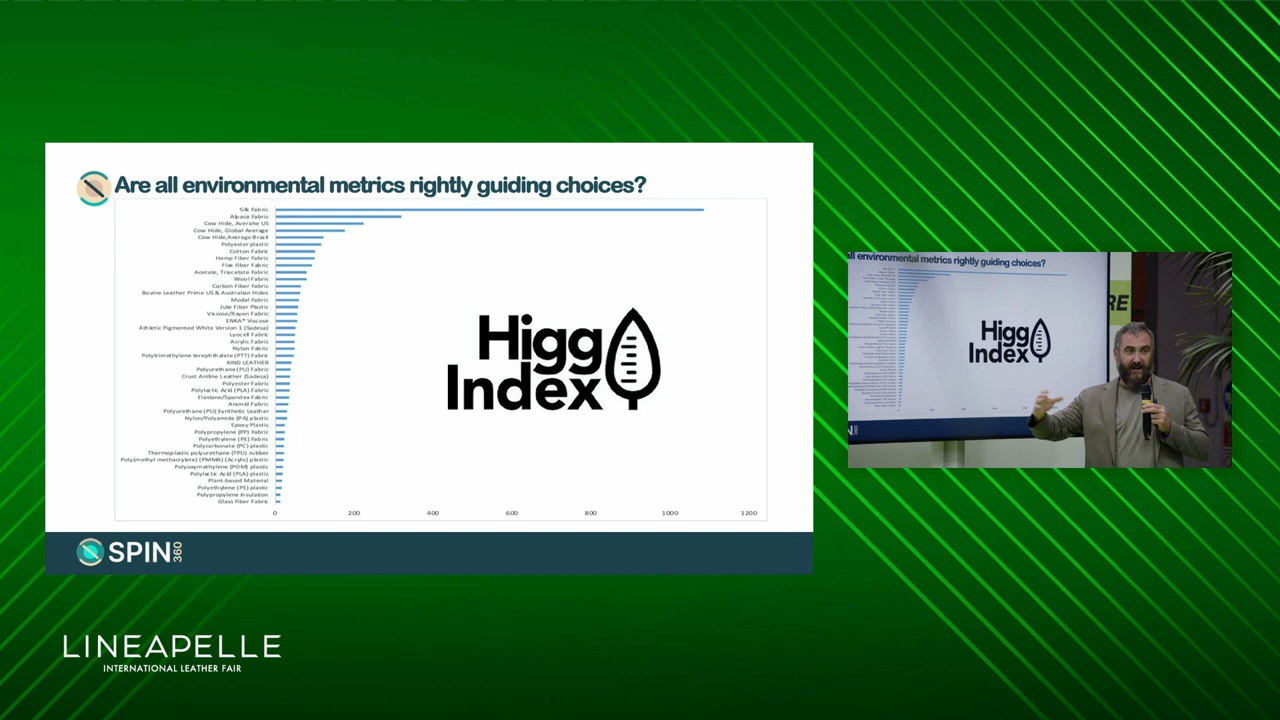 Are all environmental metrics rightly guiding choices?
Silk Fabric
Alpaca Fabric
Cow Hide, Averahe US
Cow Hide, Global Average
Cow Hide,Average Brazil
Polyester plastic
Cotton Fabric
Hemp Fiber Fabric
Flax Fiber Fabric
Acetate, Triacetate Fabric
Wool Fabric
Carbon Fiber Fabric
Bovine Leather Prime US & Australian Hides
Modal Fabric
Jute Fiber Plastic
Viscose/Rayon Fabric
ENKA® Viscose
Athletic Pigmented White Version 1 (Sadesa)
Lyocell Fabric
Acrylic Fabric
Nylon Fabric
Polytrimethylene terephthalate (PTT) Fabric
KIND LEATHER
Polyurethane (PU) Fabric
Crust Aniline Leather (Sadesa)
Polyester Fabric
Polylactic Acid (PLA) Fabric
Elastane/Spandex Fabric
Aramid Fabric
Polyurethane (PU) Synthetic Leather
Nylon/Polyamide (PA) plastic
Epoxy Plastic
Polypropylene (PP) Fabric
Polyethylene (PE) Fabric
Polycarbonate (PC) plastic
Thermoplastic polyurethane (TPU) rubber
Poly(methyl methacrylate) (PMMA) (Acrylic) plastic
Polyoxymethylene (POM) plastic
Polylactic Acid (PLA) plastic
Plant-based Material
Polyethylene (PE) plastic
Polypropylene insulation
Glass Fiber Fabric
0 200 400 600 800 1000 1200
Higg
Index
SPIN360
all environmental metrics rightly guiding choices?
Higg
Index
RE
LINEAPELLE
INTERNATIONAL LEATHER FAIR